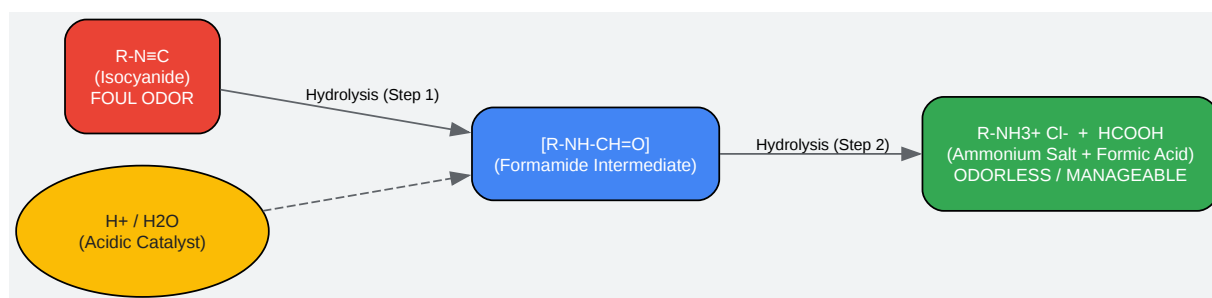 R-N≡C
(Isocyanide)
FOUL ODOR
Hydrolysis (Step 1)
H+ / H2O
(Acidic Catalyst)
[R-NH-CH=O]
(Formamide Intermediate)
Hydrolysis (Step 2)
R-NH3+ Cl- + HCOOH
(Ammonium Salt + Formic Acid)
ODORLESS / MANAGEABLE